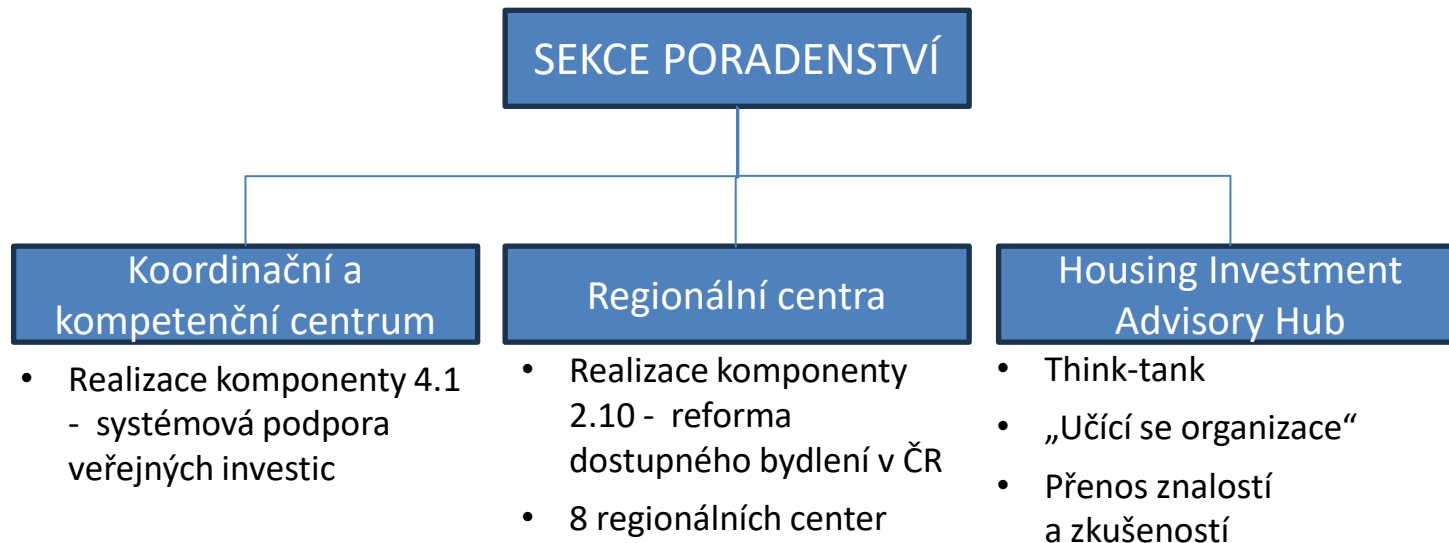 SEKCE PORADENSTVÍ
Koordinační a
kompetenční centrum
• Realizace komponenty 4.1
- systémová podpora
veřejných investic
Regionální centra
• Realizace komponenty
2.10 - reforma
dostupného bydlení v ČR
• 8 regionálních center
Housing Investment
Advisory Hub
• Think-tank
• „Učící se organizace“
• Přenos znalostí
a zkušeností